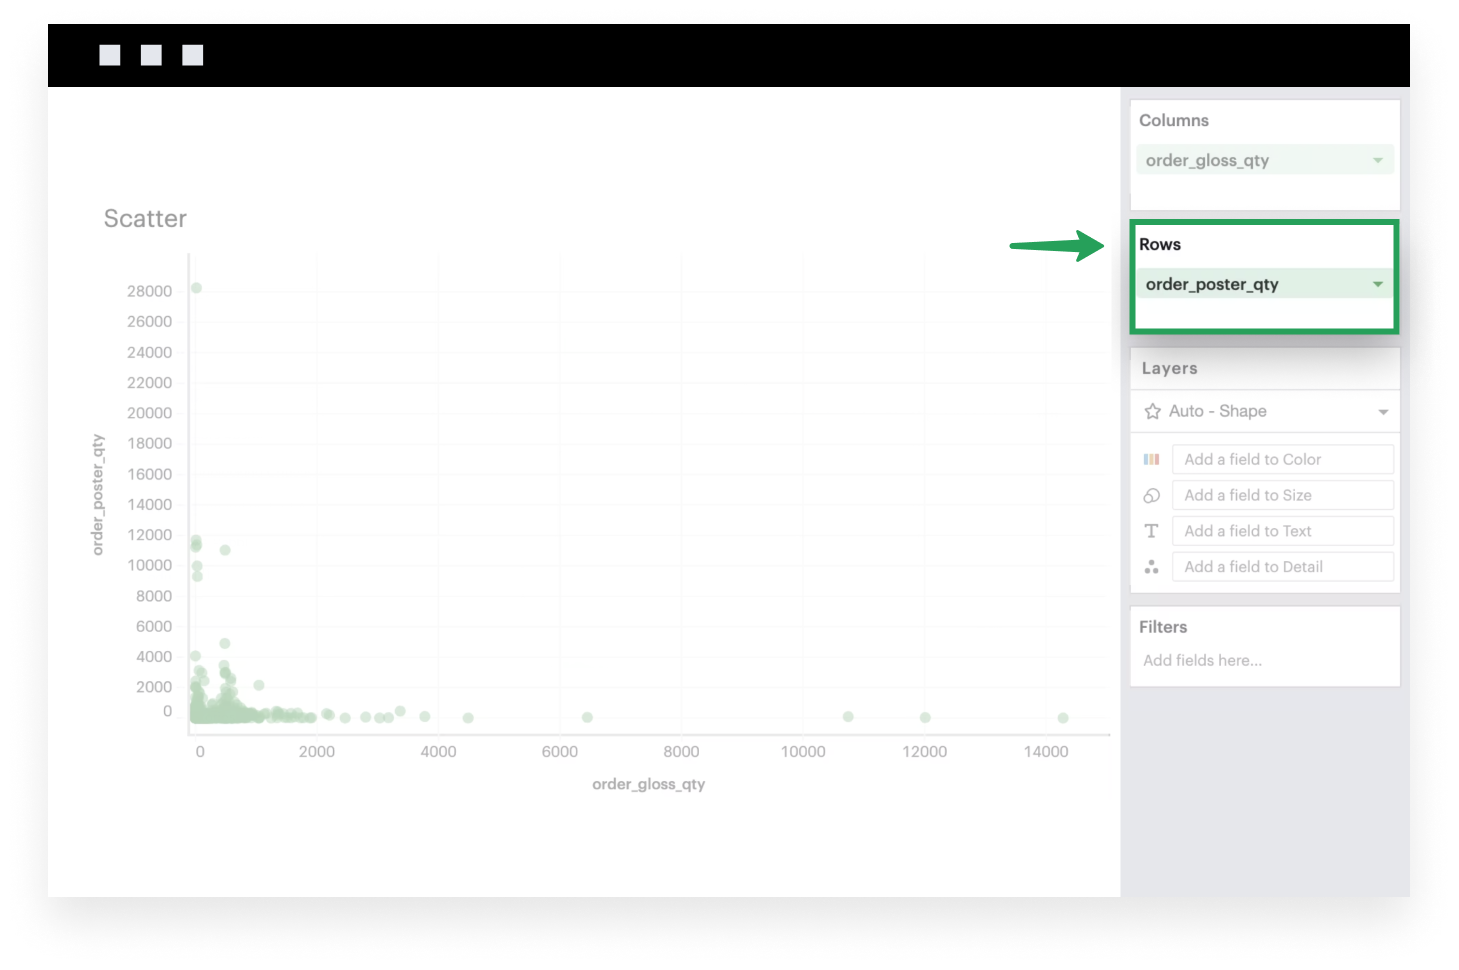 Columns
order_gloss_qty
Scatter
Rows
order_poster_qty
28000
26000
24000
22000
20000
18000
16000
14000
12000
10000
8000
6000
4000
2000
0
order_poster_qty
0 2000 4000 6000 8000 10000 12000 14000
order_gloss_qty
Layers
Auto - Shape
Add a field to Color
Add a field to Size
T Add a field to Text
Add a field to Detail
Filters
Add fields here...